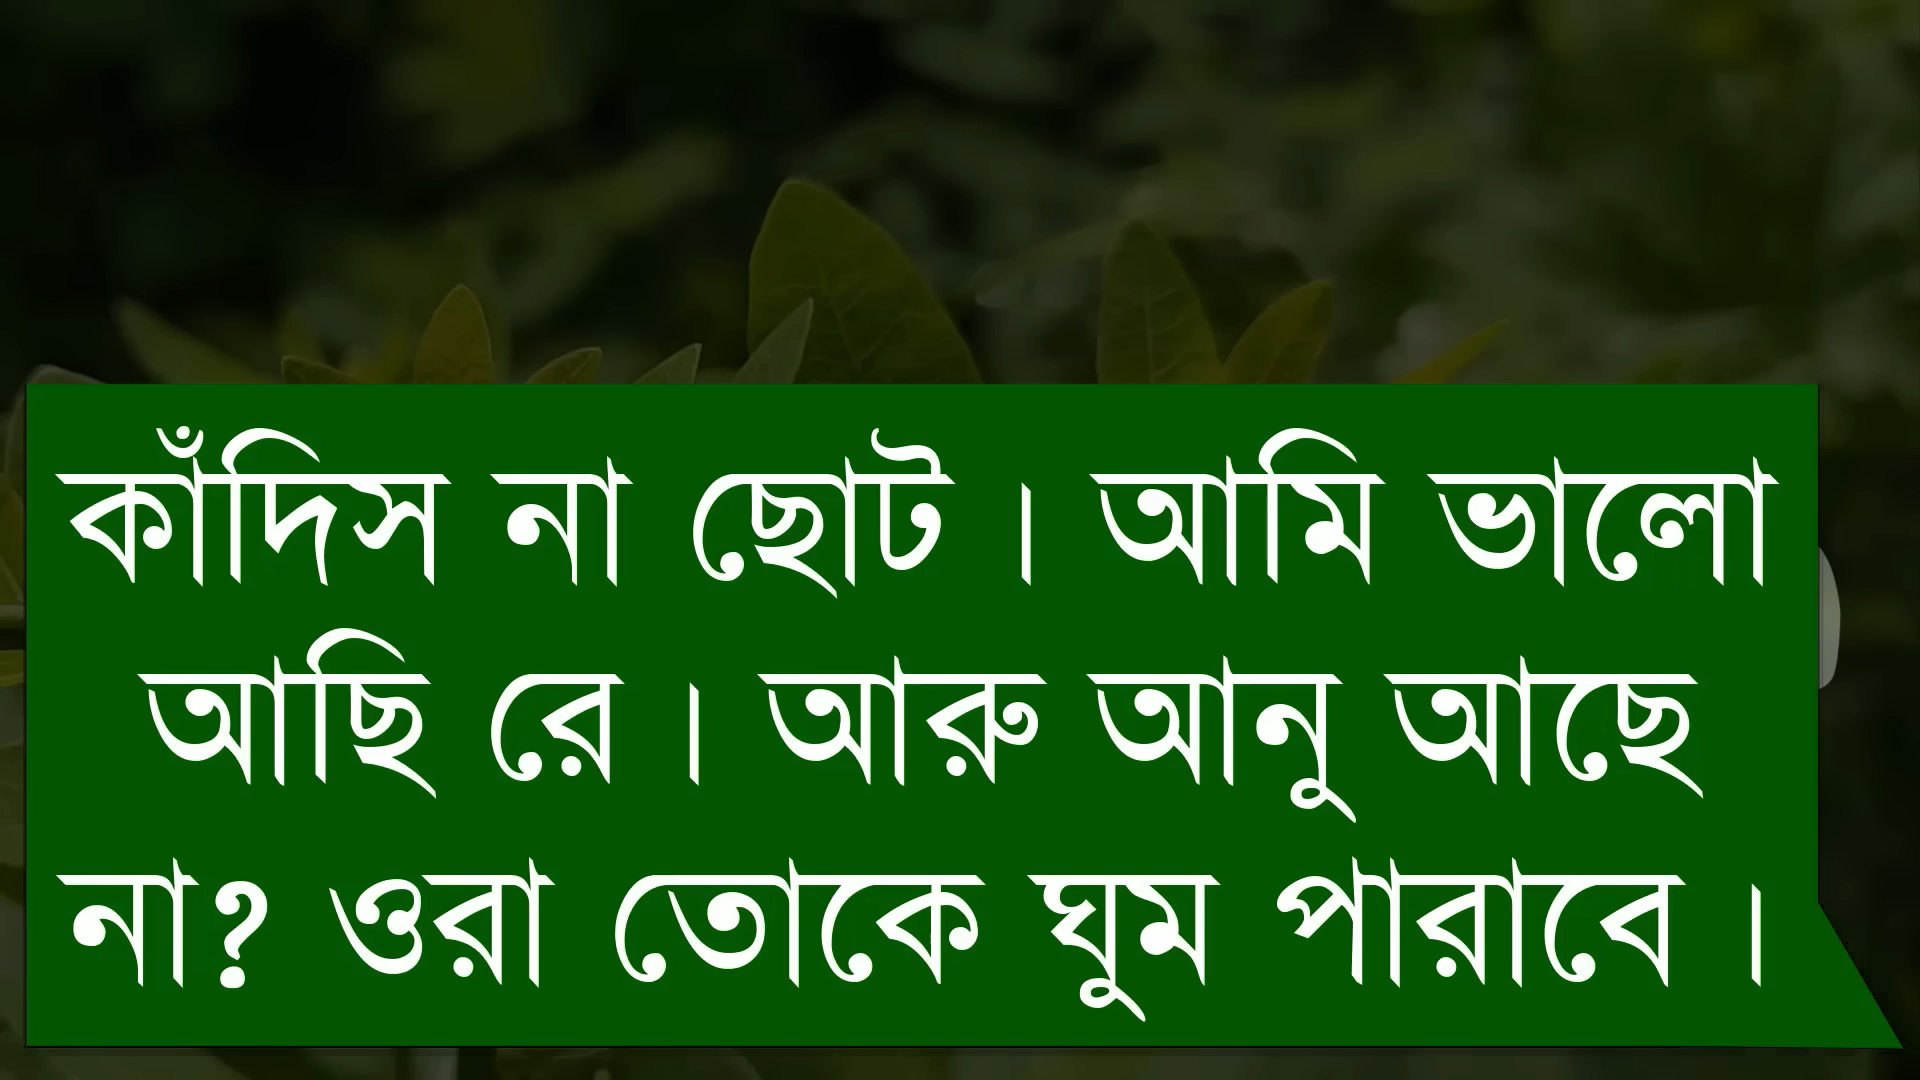 কাঁদিস না ছোট । আমি ভালো
আছি রে । আরু আনু আছে
না? ওরা তোকে ঘুম পারাবে ।